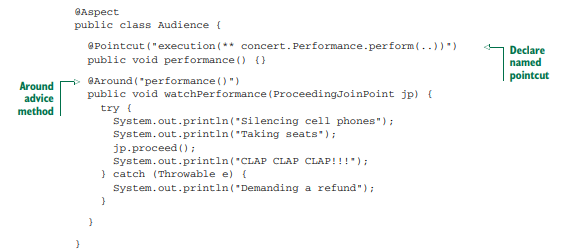 @Aspect
public class Audience {
@Pointcut("execution(** concert.Performance.perform(..))")
public void performance() {}
Declare
named
pointcut
@Around("performance()")
public void watchPerformance(ProceedingJoinPoint jp) {
Around
advice
method
try {
System.out.println("Silencing cell phones");
System.out.println("Taking seats");
jp.proceed();
System.out.println("CLAP CLAP CLAP!!!");
} catch (Throwable e) {
System.out.println("Demanding a refund");
}
}
}